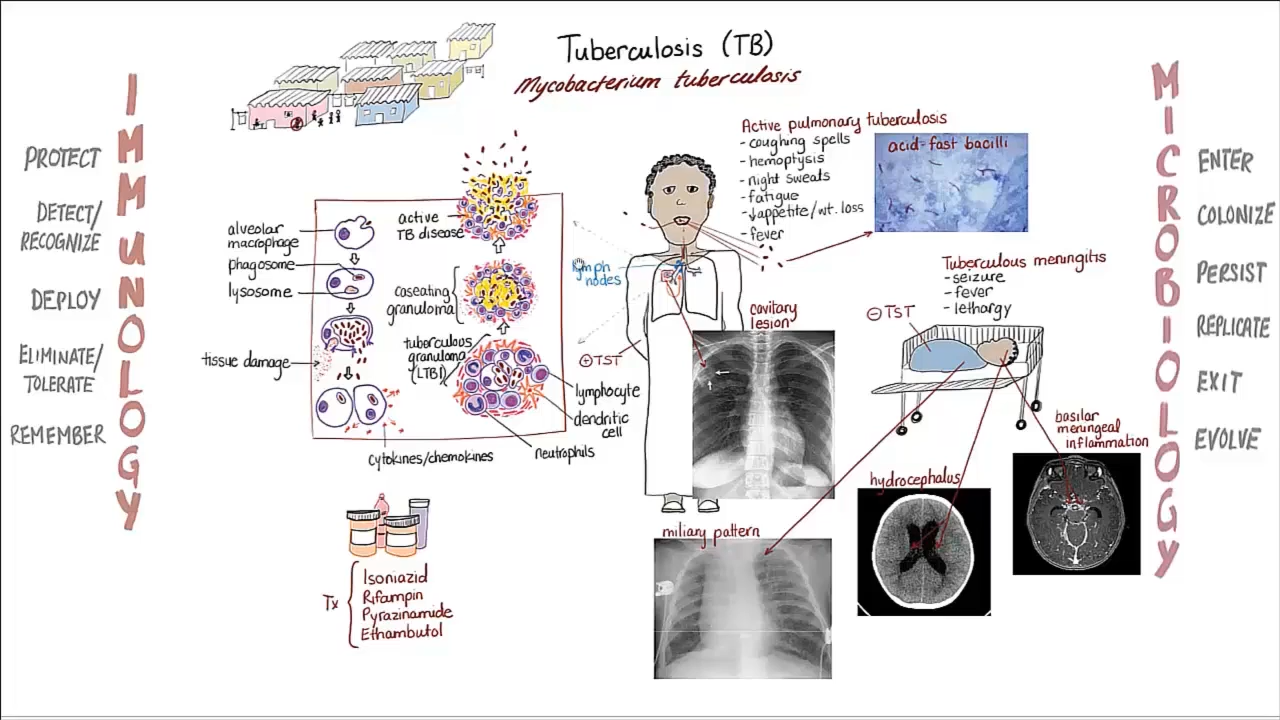 Tuberculosis (TB)
Mycobacterium tuberculosis
IMMUNOLOGY
PROTECT
DETECT/
RECOGNIZE
DEPLOY
ELIMINATE/
TOLERATE
REMEMBER
alveolar
macrophage
phagosome
lysosome
tissue damage
cytokines/chemokines
active
TB disease
caseating
granuloma
tuberculous
granuloma
(LTBI)
lymphocyte
dendritic
cell
neutrophils
Tx
Isoniazid
Rifampin
Pyrazinamide
Ethambutol
lymph
nodes
⊕TST
Active pulmonary tuberculosis
- coughing spells
- hemoptysis
- night sweats
- fatigue
- ↓appetite/wt. loss
- fever
acid-fast bacilli
cavitary
lesion
Tuberculous meningitis
- seizure
- fever
- lethargy
⊖TST
basilar
meningeal
inflammation
hydrocephalus
miliary pattern
MICROBIOLOGY
ENTER
COLONIZE
PERSIST
REPLICATE
EXIT
EVOLVE